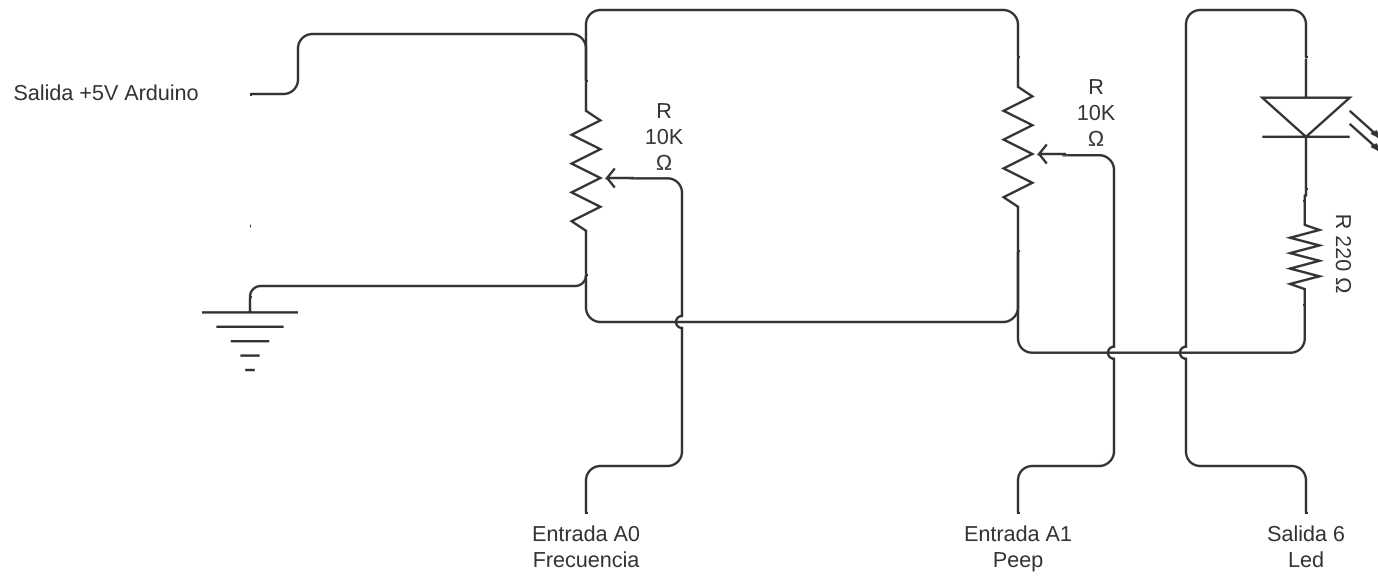 Salida +5V Arduino
R
10K
Ω
R
10K
Ω
R 220 Ω
Entrada A0
Frecuencia
Entrada A1
Peep
Salida 6
Led